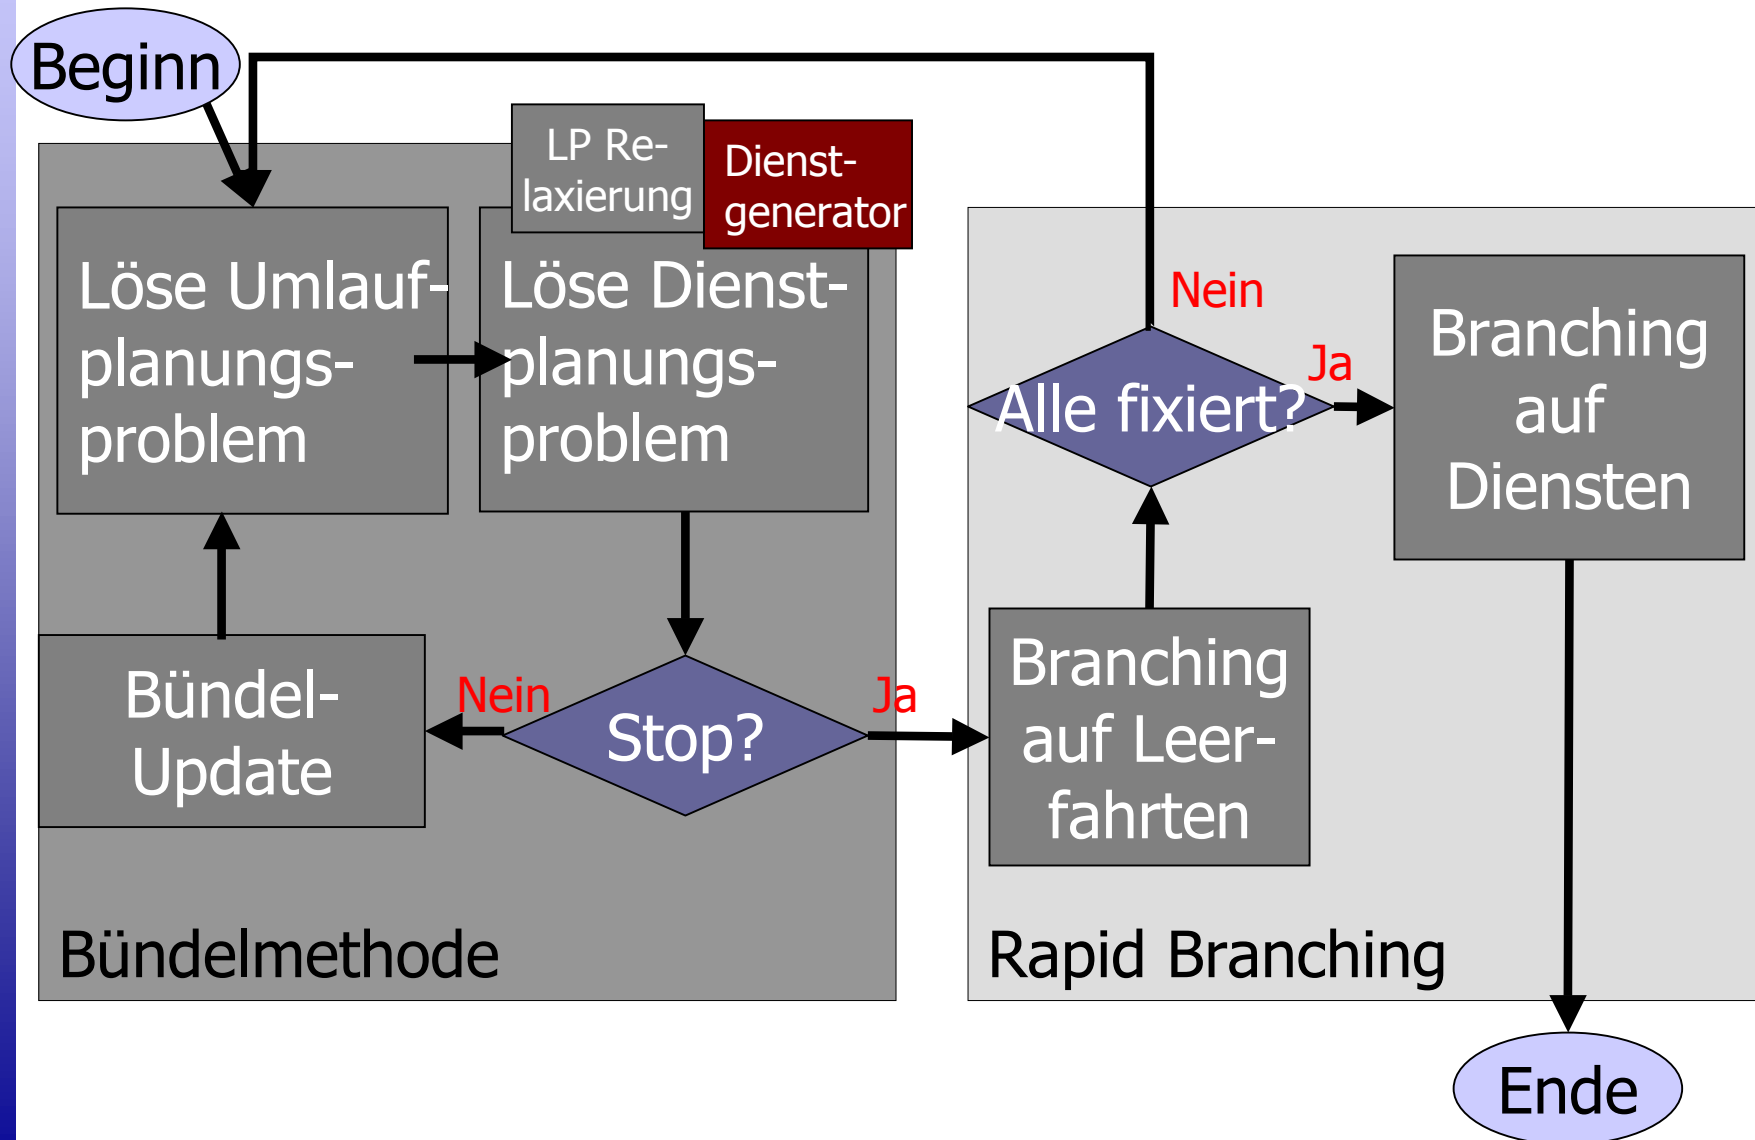 Beginn
LP Re-
laxierung
Dienst-
generator
Löse Umlauf-
planungs-
problem
Löse Dienst-
planungs-
problem
Bündel-
Update
Nein
Stop?
Ja
Bündelmethode
Nein
Alle fixiert?
Ja
Branching
auf
Diensten
Branching
auf Leer-
fahrten
Rapid Branching
Ende